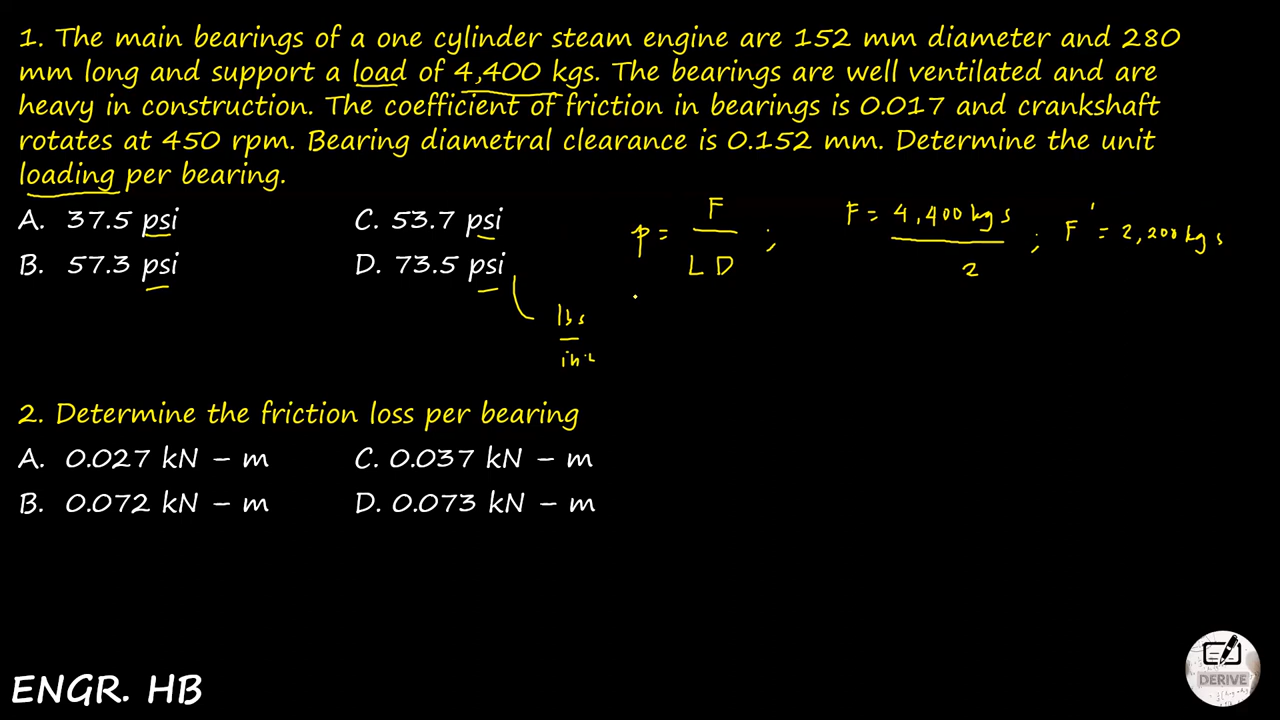 1. The main bearings of a one cylinder steam engine are 152 mm diameter and 280
mm long and support a load of 4,400 kgs. The bearings are well ventilated and are
heavy in construction. The coefficient of friction in bearings is 0.017 and crankshaft
rotates at 450 rpm. Bearing diametral clearance is 0.152 mm. Determine the unit
loading per bearing.
A. 37.5 psi C. 53.7 psi
B. 57.3 psi D. 73.5 psi
p = F / L D ; F = 4,400 kgs / 2 ; F' = 2,200 kgs
lbs / in²
2. Determine the friction loss per bearing
A. 0.027 kN – m C. 0.037 kN – m
B. 0.072 kN – m D. 0.073 kN – m
ENGR. HB
DERIVE